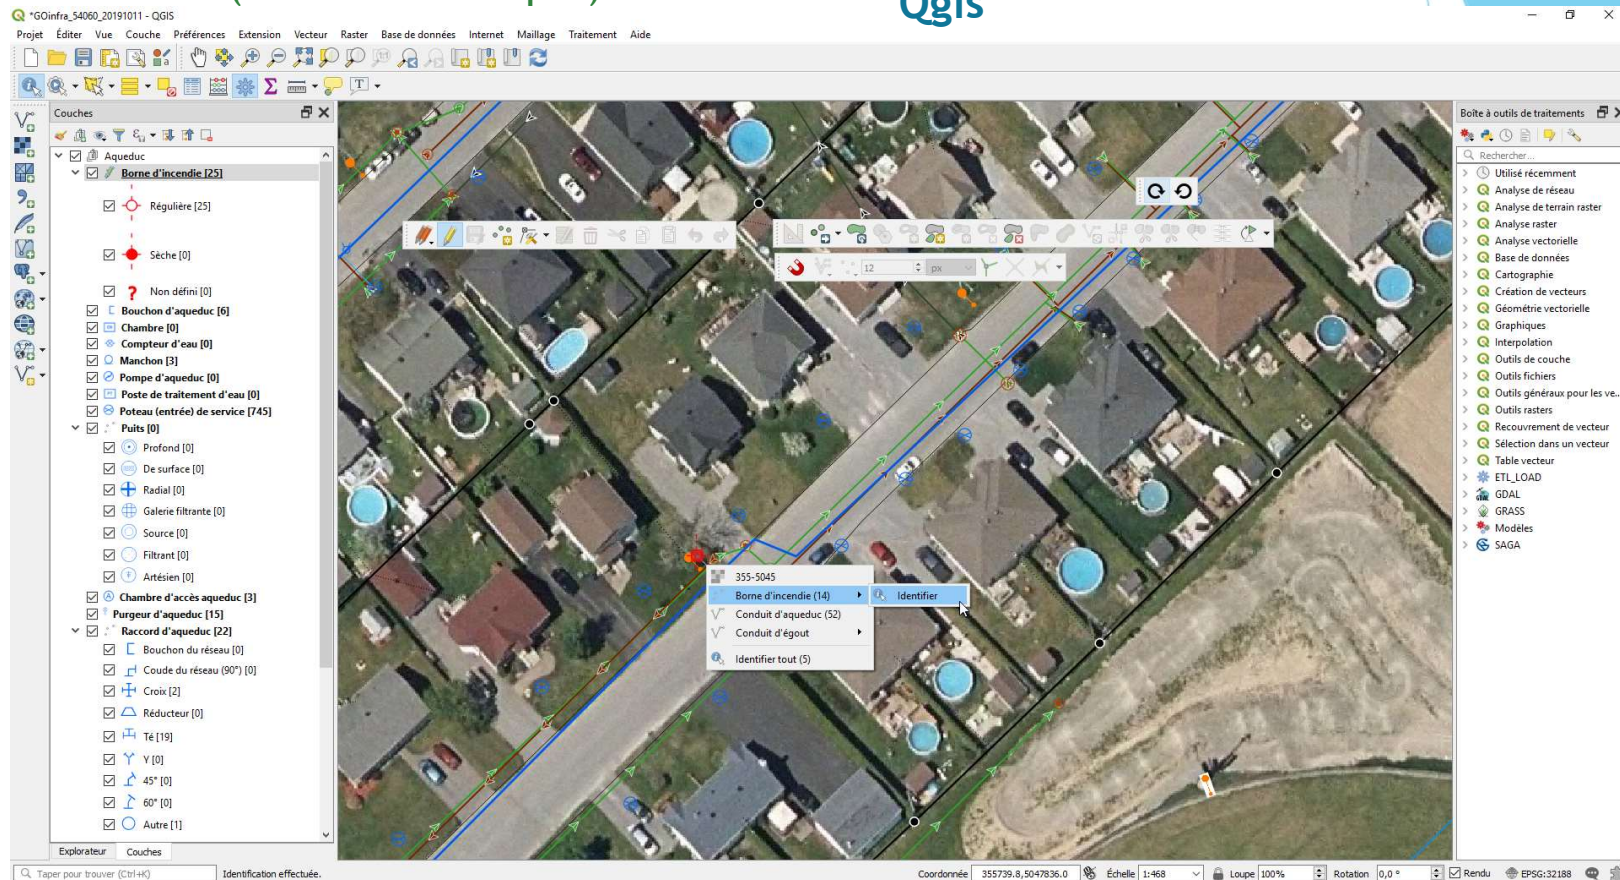 Qgis
*GOinfra_54060_20191011 - QGIS
Projet Éditer Vue Couche Préférences Extension Vecteur Raster Base de données Internet Maillage Traitement Aide
Couches
Aqueduc
Borne d'incendie [25]
Régulière [25]
Sèche [0]
Non défini [0]
Bouchon d'aqueduc [6]
Chambre [0]
Compteur d'eau [0]
Manchon [3]
Pompe d'aqueduc [0]
Poste de traitement d'eau [0]
Poteau (entrée) de service [745]
Puits [0]
Profond [0]
De surface [0]
Radial [0]
Galerie filtrante [0]
Source [0]
Filtrant [0]
Artésien [0]
Chambre d'accès aqueduc [3]
Purgeur d'aqueduc [15]
Raccord d'aqueduc [22]
Bouchon du réseau [0]
Coude du réseau (90°) [0]
Croix [2]
Réducteur [0]
Té [19]
Y [0]
45° [0]
60° [0]
Autre [1]
Explorateur Couches
12 px
355-5045
Borne d'incendie (14) Identifier
Conduit d'aqueduc (52)
Conduit d'égout
Identifier tout (5)
Boîte à outils de traitements
Rechercher...
Utilisé récemment
Analyse de réseau
Analyse de terrain raster
Analyse raster
Analyse vectorielle
Base de données
Cartographie
Création de vecteurs
Géométrie vectorielle
Graphiques
Interpolation
Outils de couche
Outils fichiers
Outils généraux pour les ve...
Outils rasters
Recouvrement de vecteur
Sélection dans un vecteur
Table vecteur
ETL_LOAD
GDAL
GRASS
Modèles
SAGA
Taper pour trouver (Ctrl+K) Identification effectuée. Coordonnée 355739.8,5047836.0 Échelle 1:468 Loupe 100% Rotation 0,0 ° Rendu EPSG:32188